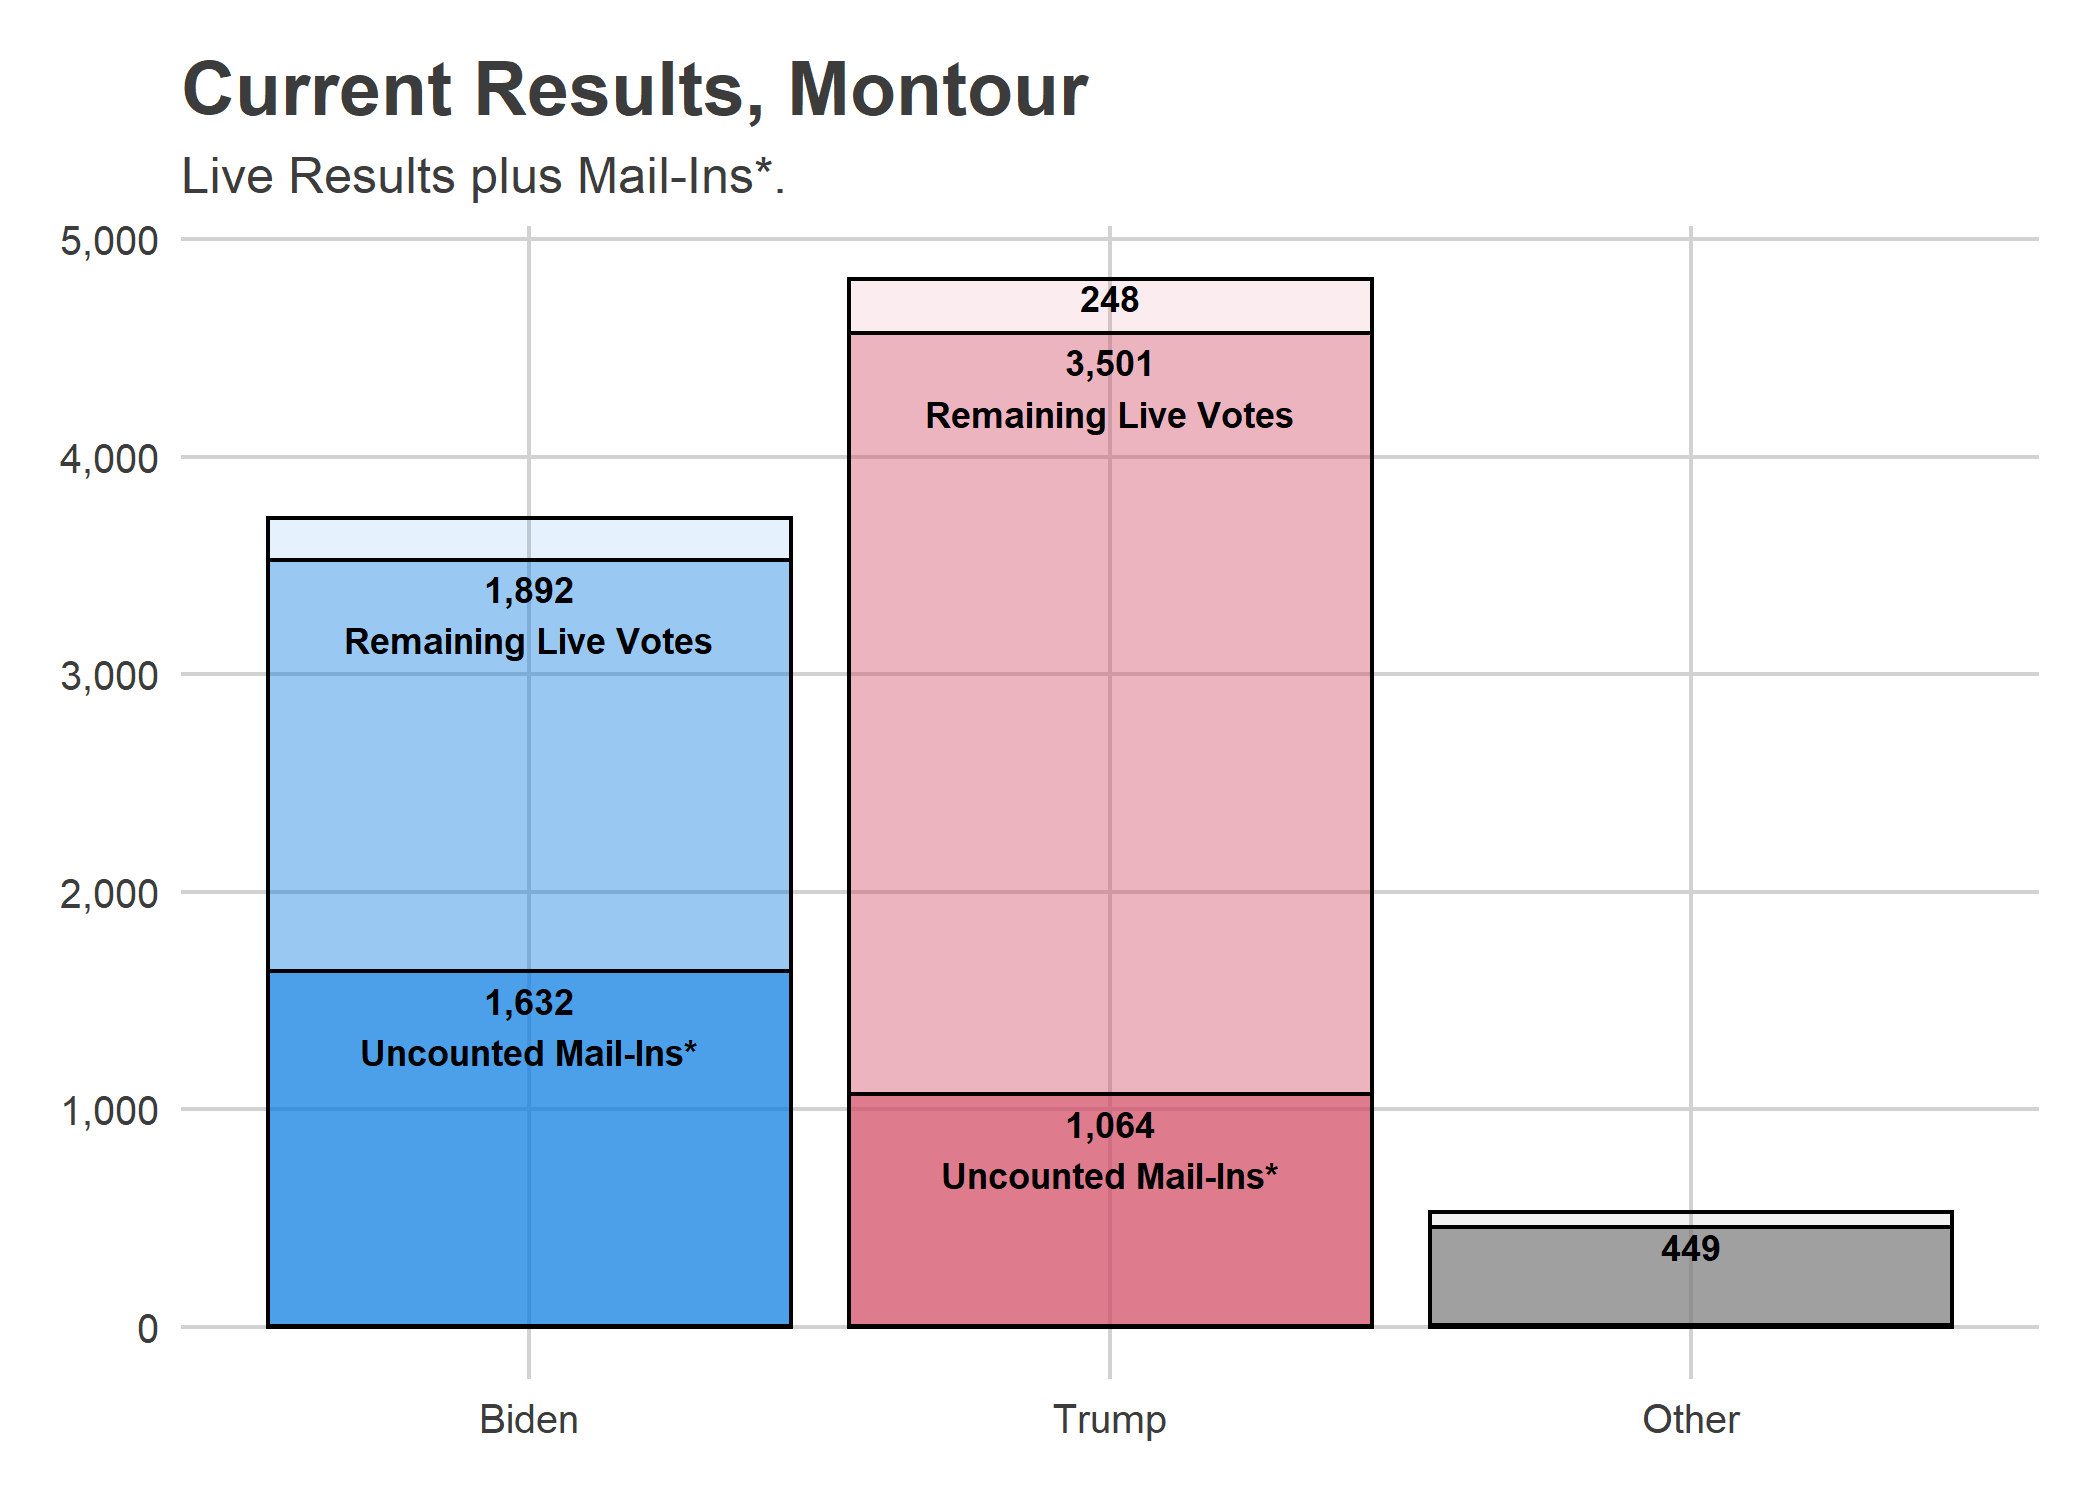 Current Results, Montour
Live Results plus Mail-Ins*.
5,000
4,000
3,000
2,000
1,000
0
248
3,501
Remaining Live Votes
1,892
Remaining Live Votes
1,632
Uncounted Mail-Ins*
1,064
Uncounted Mail-Ins*
449
Biden
Trump
Other